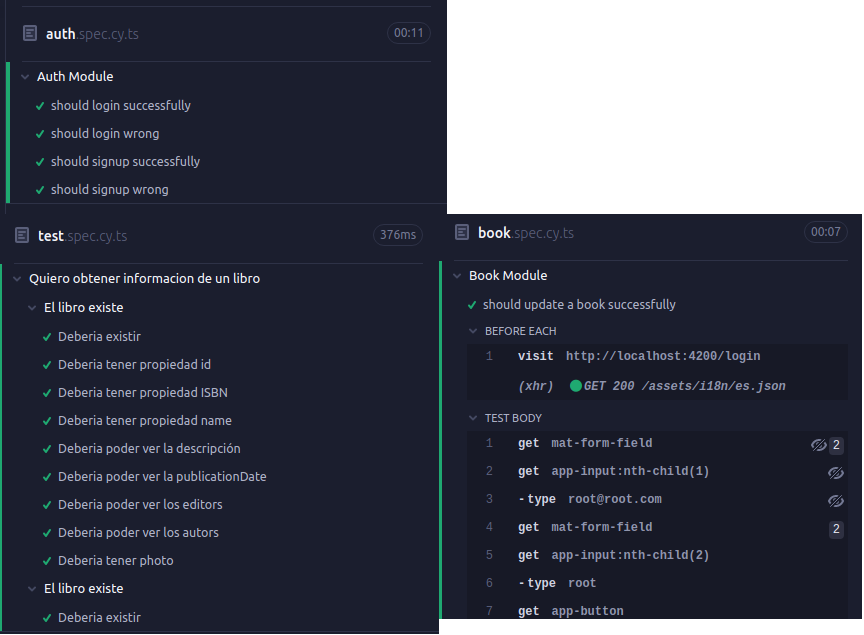 auth.spec.cy.ts 00:11
Auth Module
should login successfully
should login wrong
should signup successfully
should signup wrong
test.spec.cy.ts 376ms
Quiero obtener informacion de un libro
El libro existe
Deberia existir
Deberia tener propiedad id
Deberia tener propiedad ISBN
Deberia tener propiedad name
Deberia poder ver la descripción
Deberia poder ver la publicationDate
Deberia poder ver los editors
Deberia poder ver los autors
Deberia tener photo
El libro existe
Deberia existir
book.spec.cy.ts 00:07
Book Module
should update a book successfully
BEFORE EACH
1 visit http://localhost:4200/login
(xhr) GET 200 /assets/i18n/es.json
TEST BODY
1 get mat-form-field 2
2 get app-input:nth-child(1)
3 -type root@root.com
4 get mat-form-field 2
5 get app-input:nth-child(2)
6 -type root
7 get app-button